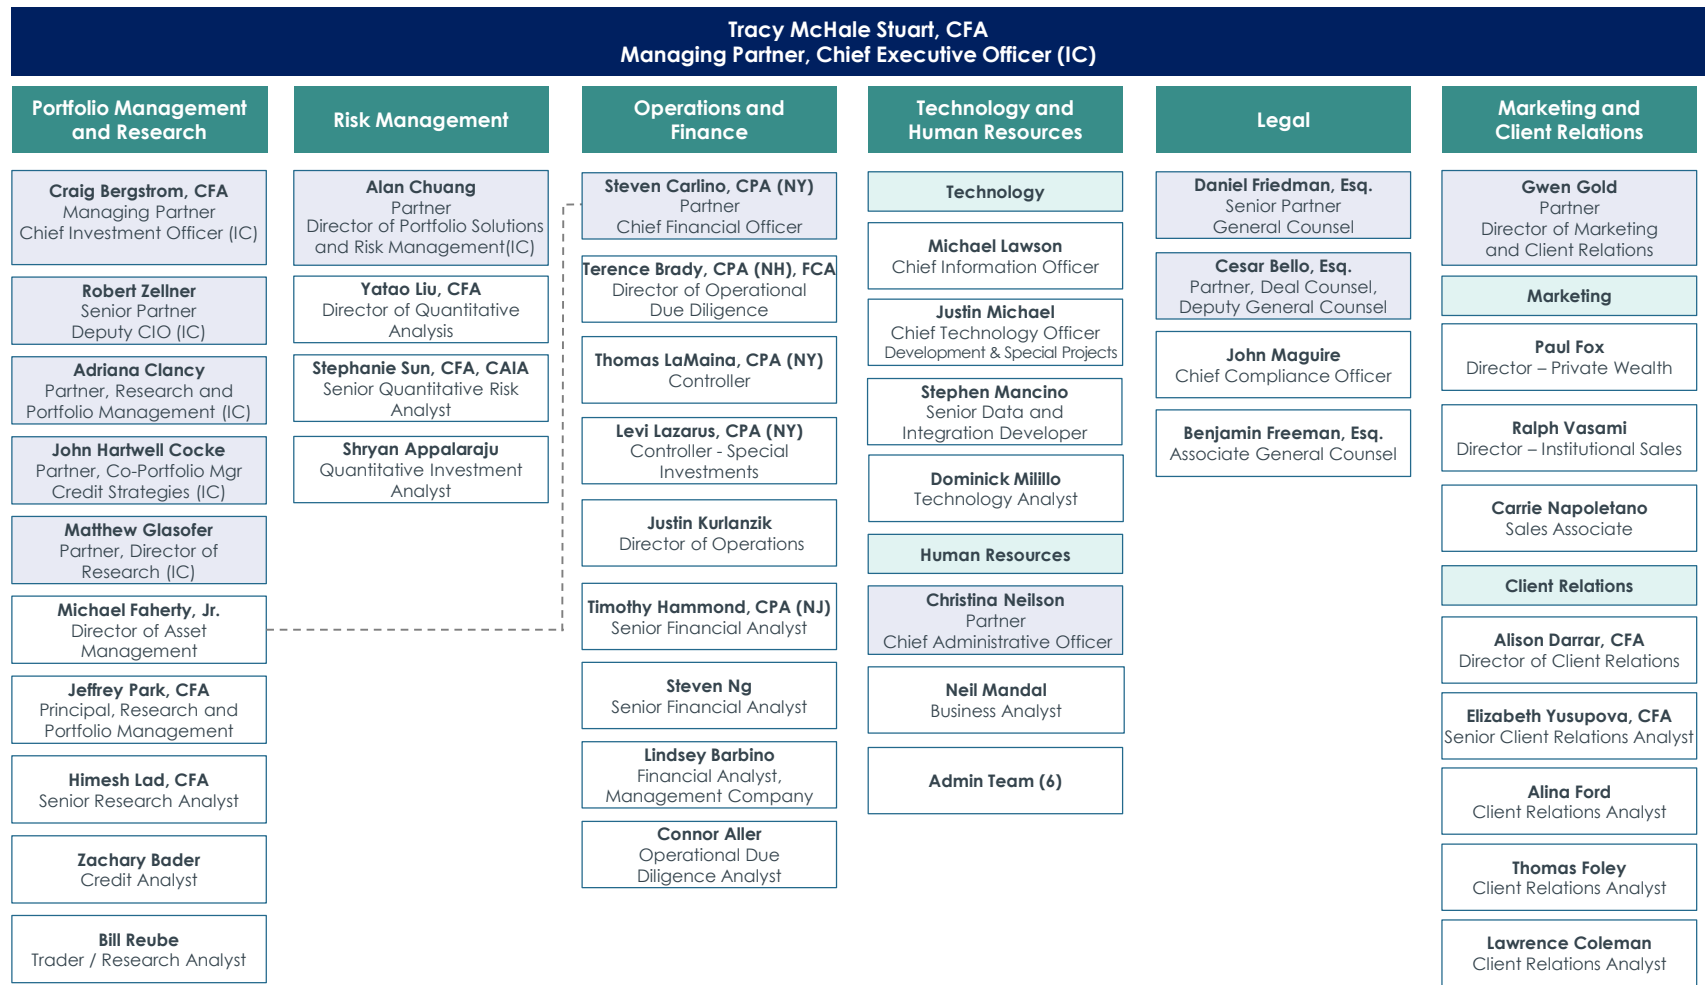 Tracy McHale Stuart, CFA
Managing Partner, Chief Executive Officer (IC)
Portfolio Management
and Research
Craig Bergstrom, CFA
Managing Partner
Chief Investment Officer (IC)
Robert Zellner
Senior Partner
Deputy CIO (IC)
Adriana Clancy
Partner, Research and
Portfolio Management (IC)
John Hartwell Cocke
Partner, Co-Portfolio Mgr
Credit Strategies (IC)
Matthew Glasofer
Partner, Director of
Research (IC)
Michael Faherty, Jr.
Director of Asset
Management
Jeffrey Park, CFA
Principal, Research and
Portfolio Management
Himesh Lad, CFA
Senior Research Analyst
Zachary Bader
Credit Analyst
Bill Reube
Trader / Research Analyst
Risk Management
Alan Chuang
Partner
Director of Portfolio Solutions
and Risk Management(IC)
Yatao Liu, CFA
Director of Quantitative
Analysis
Stephanie Sun, CFA, CAIA
Senior Quantitative Risk
Analyst
Shryan Appalaraju
Quantitative Investment
Analyst
Operations and
Finance
Steven Carlino, CPA (NY)
Partner
Chief Financial Officer
Terence Brady, CPA (NH), FCA
Director of Operational
Due Diligence
Thomas LaMaina, CPA (NY)
Controller
Levi Lazarus, CPA (NY)
Controller - Special
Investments
Justin Kurlanzik
Director of Operations
Timothy Hammond, CPA (NJ)
Senior Financial Analyst
Steven Ng
Senior Financial Analyst
Lindsey Barbino
Financial Analyst,
Management Company
Connor Aller
Operational Due
Diligence Analyst
Technology and
Human Resources
Technology
Michael Lawson
Chief Information Officer
Justin Michael
Chief Technology Officer
Development & Special Projects
Stephen Mancino
Senior Data and
Integration Developer
Dominick Milillo
Technology Analyst
Human Resources
Christina Neilson
Partner
Chief Administrative Officer
Neil Mandal
Business Analyst
Admin Team (6)
Legal
Daniel Friedman, Esq.
Senior Partner
General Counsel
Cesar Bello, Esq.
Partner, Deal Counsel,
Deputy General Counsel
John Maguire
Chief Compliance Officer
Benjamin Freeman, Esq.
Associate General Counsel
Marketing and
Client Relations
Gwen Gold
Partner
Director of Marketing
and Client Relations
Marketing
Paul Fox
Director – Private Wealth
Ralph Vasami
Director – Institutional Sales
Carrie Napoletano
Sales Associate
Client Relations
Alison Darrar, CFA
Director of Client Relations
Elizabeth Yusupova, CFA
Senior Client Relations Analyst
Alina Ford
Client Relations Analyst
Thomas Foley
Client Relations Analyst
Lawrence Coleman
Client Relations Analyst